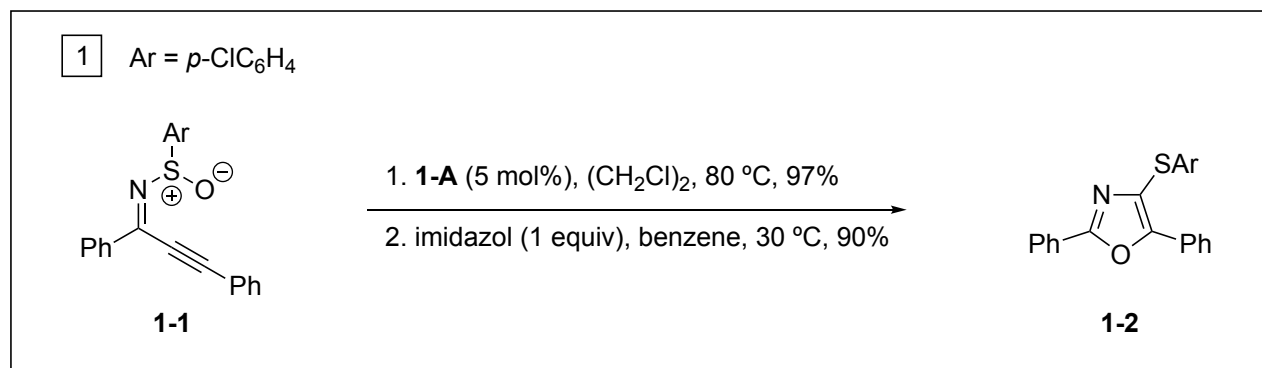 1 Ar = p-ClC6H4
Ar
S
⊕
O
⊖
N
Ph
Ph
1-1
1. 1-A (5 mol%), (CH2Cl)2, 80 ºC, 97%
2. imidazol (1 equiv), benzene, 30 ºC, 90%
SAr
N
Ph
O
Ph
1-2